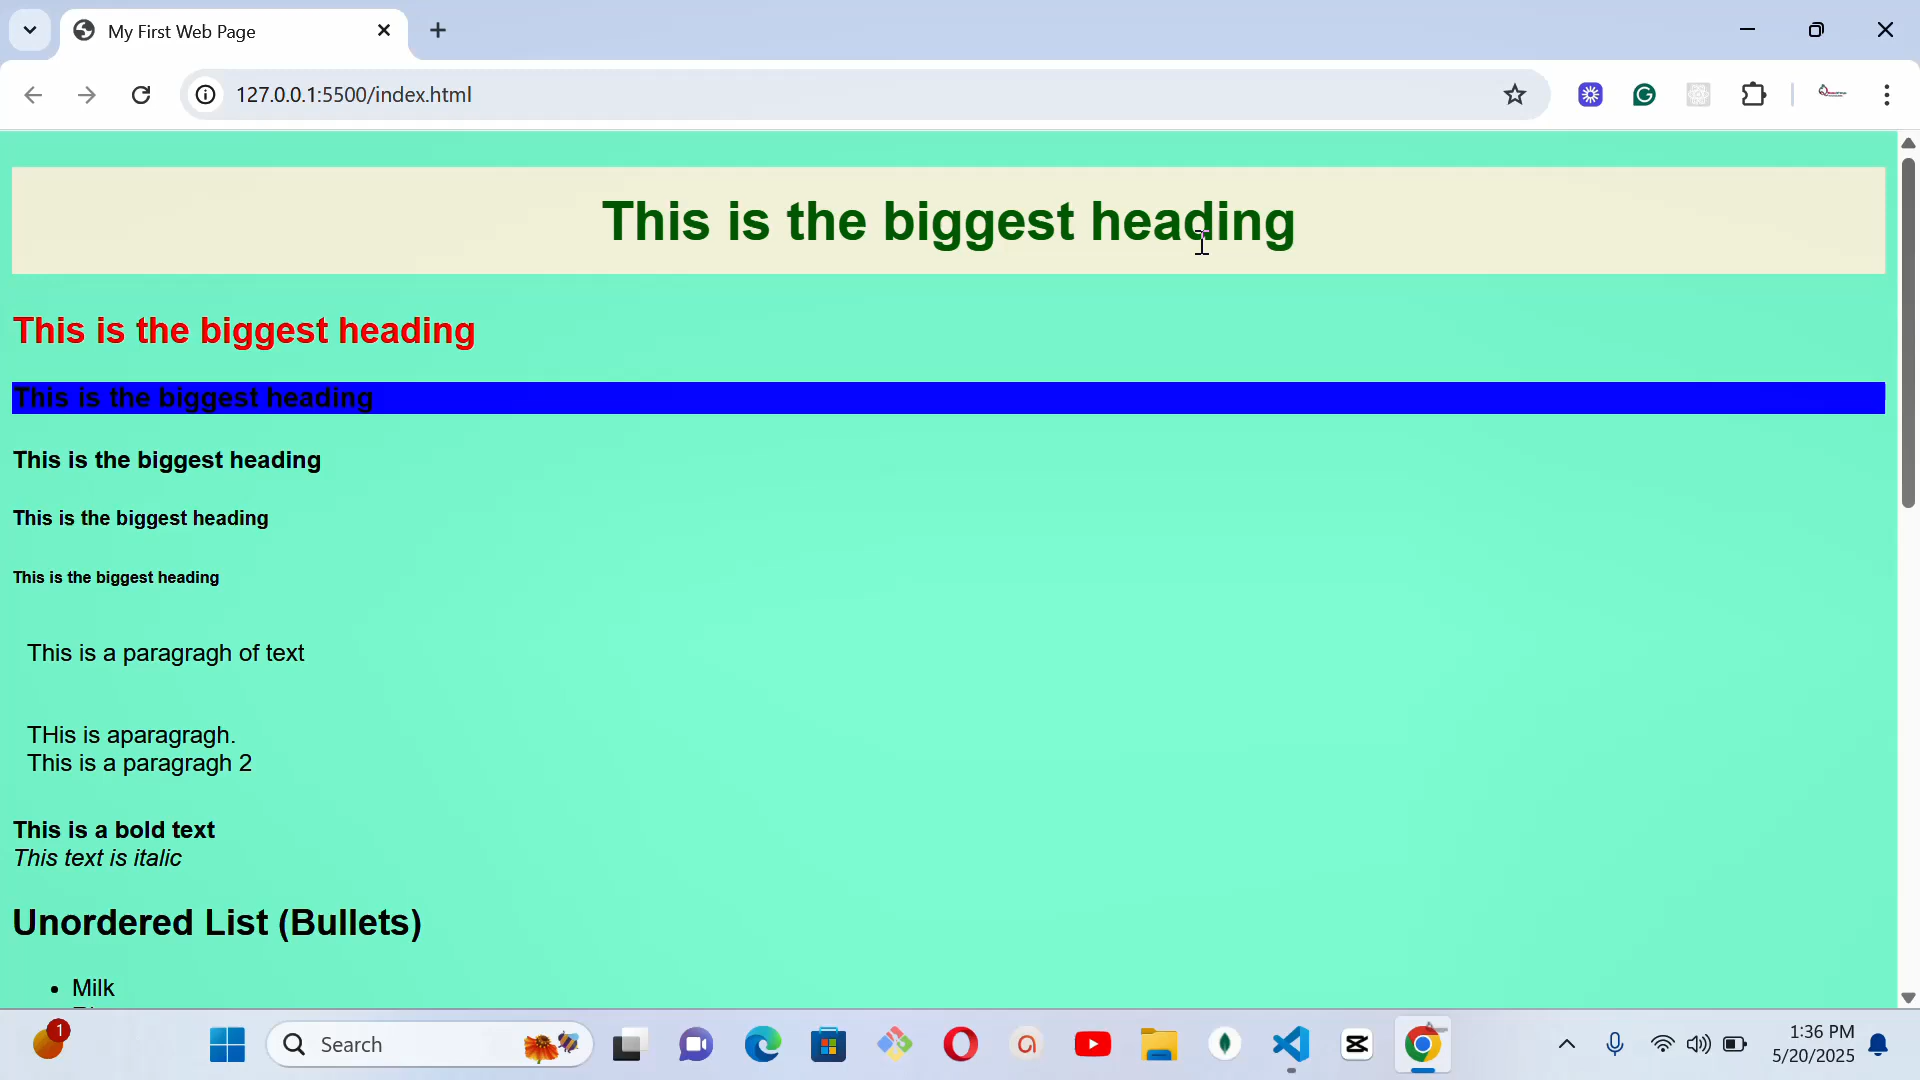 My First Web Page
127.0.0.1:5500/index.html
This is the biggest heading
This is the biggest heading
This is the biggest heading
This is the biggest heading
This is the biggest heading
This is the biggest heading
This is a paragragh of text
THis is aparagragh.
This is a paragragh 2
This is a bold text
This text is italic
Unordered List (Bullets)
• Milk
1
Search
1:36 PM
5/20/2025